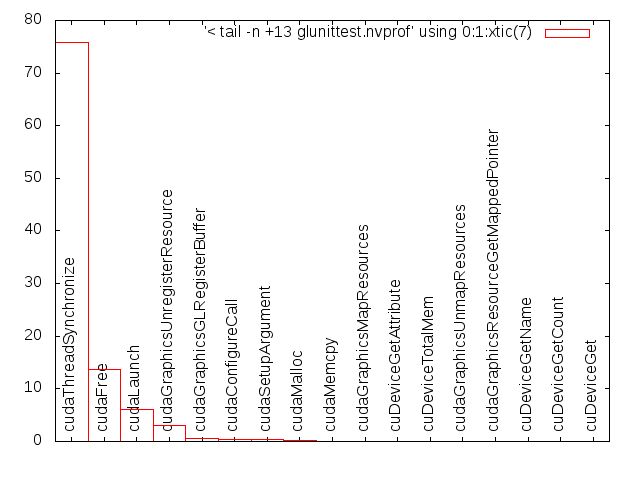 '< tail -n +13 glunittest.nvprof' using 0:1:xtic(7)
80
70
60
50
40
30
20
10
0
cudaThreadSynchronize
cudaFree
cudaLaunch
cudaGraphicsUnregisterResource
cudaGraphicsGLRegisterBuffer
cudaConfigureCall
cudaSetupArgument
cudaMalloc
cudaMemcpy
cudaGraphicsMapResources
cuDeviceGetAttribute
cuDeviceTotalMem
cudaGraphicsUnmapResources
cudaGraphicsResourceGetMappedPointer
cuDeviceGetName
cuDeviceGetCount
cuDeviceGet